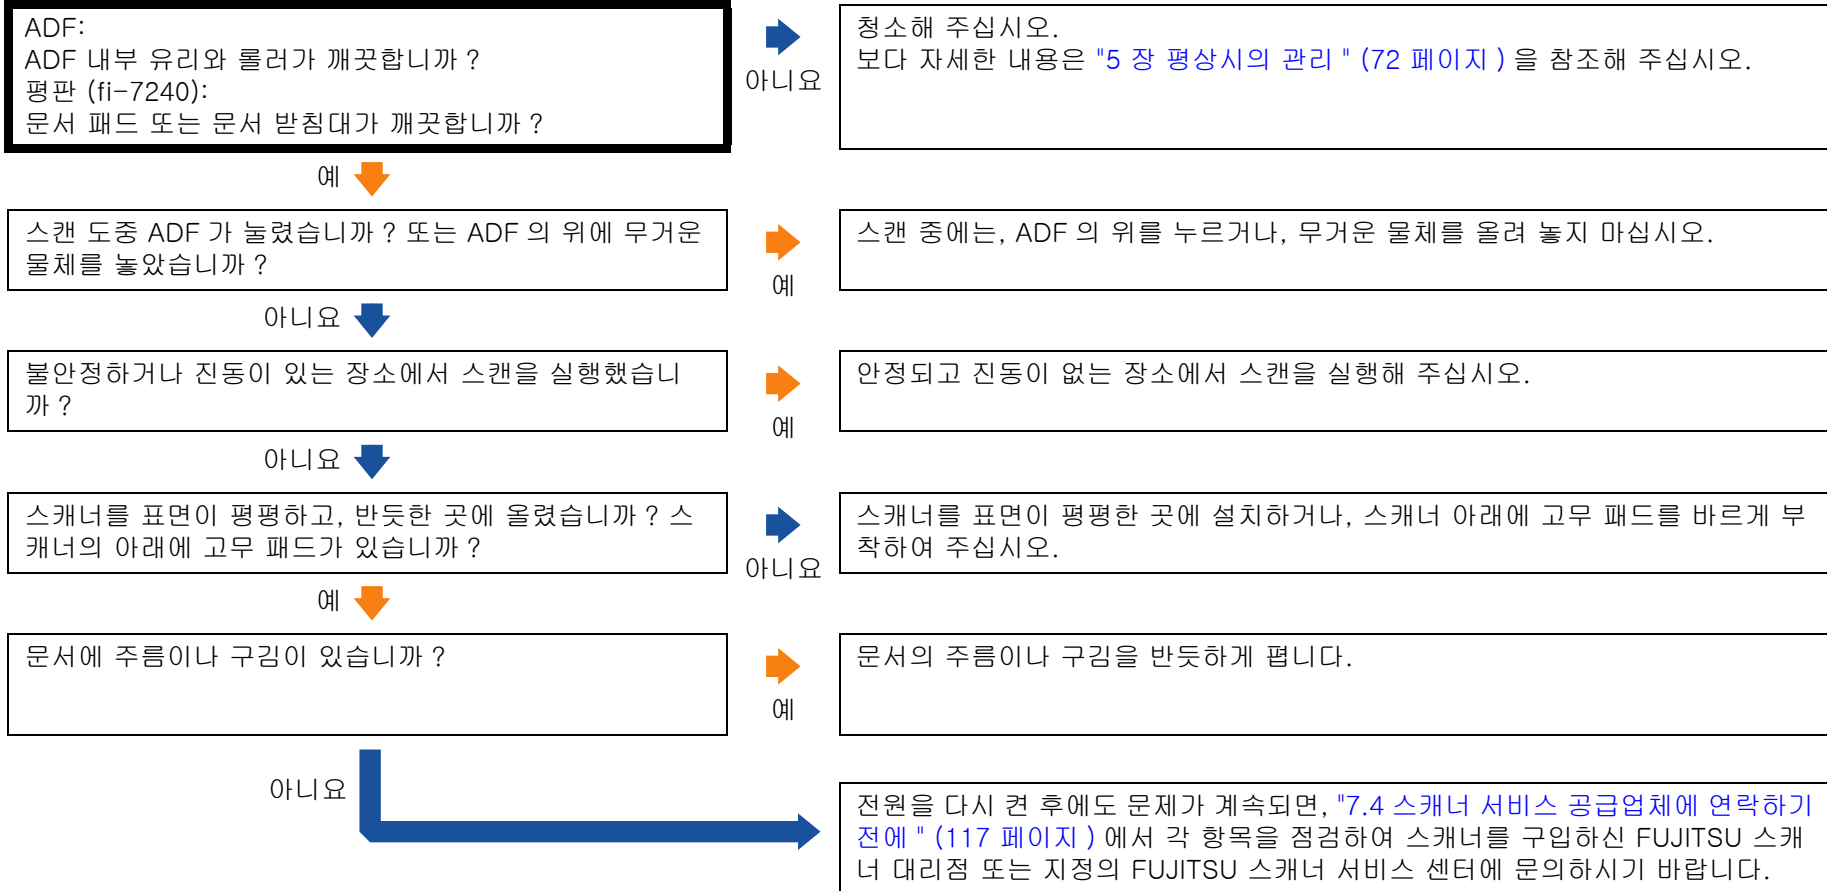 ADF:
ADF 내부 유리와 롤러가 깨끗합니까 ?
평판 (fi-7240):
문서 패드 또는 문서 받침대가 깨끗합니까 ?
아니요
청소해 주십시오.
보다 자세한 내용은 "5 장 평상시의 관리 " (72 페이지 ) 을 참조해 주십시오.
예
스캔 도중 ADF 가 눌렸습니까 ? 또는 ADF 의 위에 무거운
물체를 놓았습니까 ?
예
스캔 중에는, ADF 의 위를 누르거나, 무거운 물체를 올려 놓지 마십시오.
아니요
불안정하거나 진동이 있는 장소에서 스캔을 실행했습니
까 ?
예
안정되고 진동이 없는 장소에서 스캔을 실행해 주십시오.
아니요
스캐너를 표면이 평평하고, 반듯한 곳에 올렸습니까 ? 스
캐너의 아래에 고무 패드가 있습니까 ?
아니요
스캐너를 표면이 평평한 곳에 설치하거나, 스캐너 아래에 고무 패드를 바르게 부
착하여 주십시오.
예
문서에 주름이나 구김이 있습니까 ?
예
문서의 주름이나 구김을 반듯하게 폅니다.
아니요
전원을 다시 켠 후에도 문제가 계속되면, "7.4 스캐너 서비스 공급업체에 연락하기
전에 " (117 페이지 ) 에서 각 항목을 점검하여 스캐너를 구입하신 FUJITSU 스캐
너 대리점 또는 지정의 FUJITSU 스캐너 서비스 센터에 문의하시기 바랍니다.